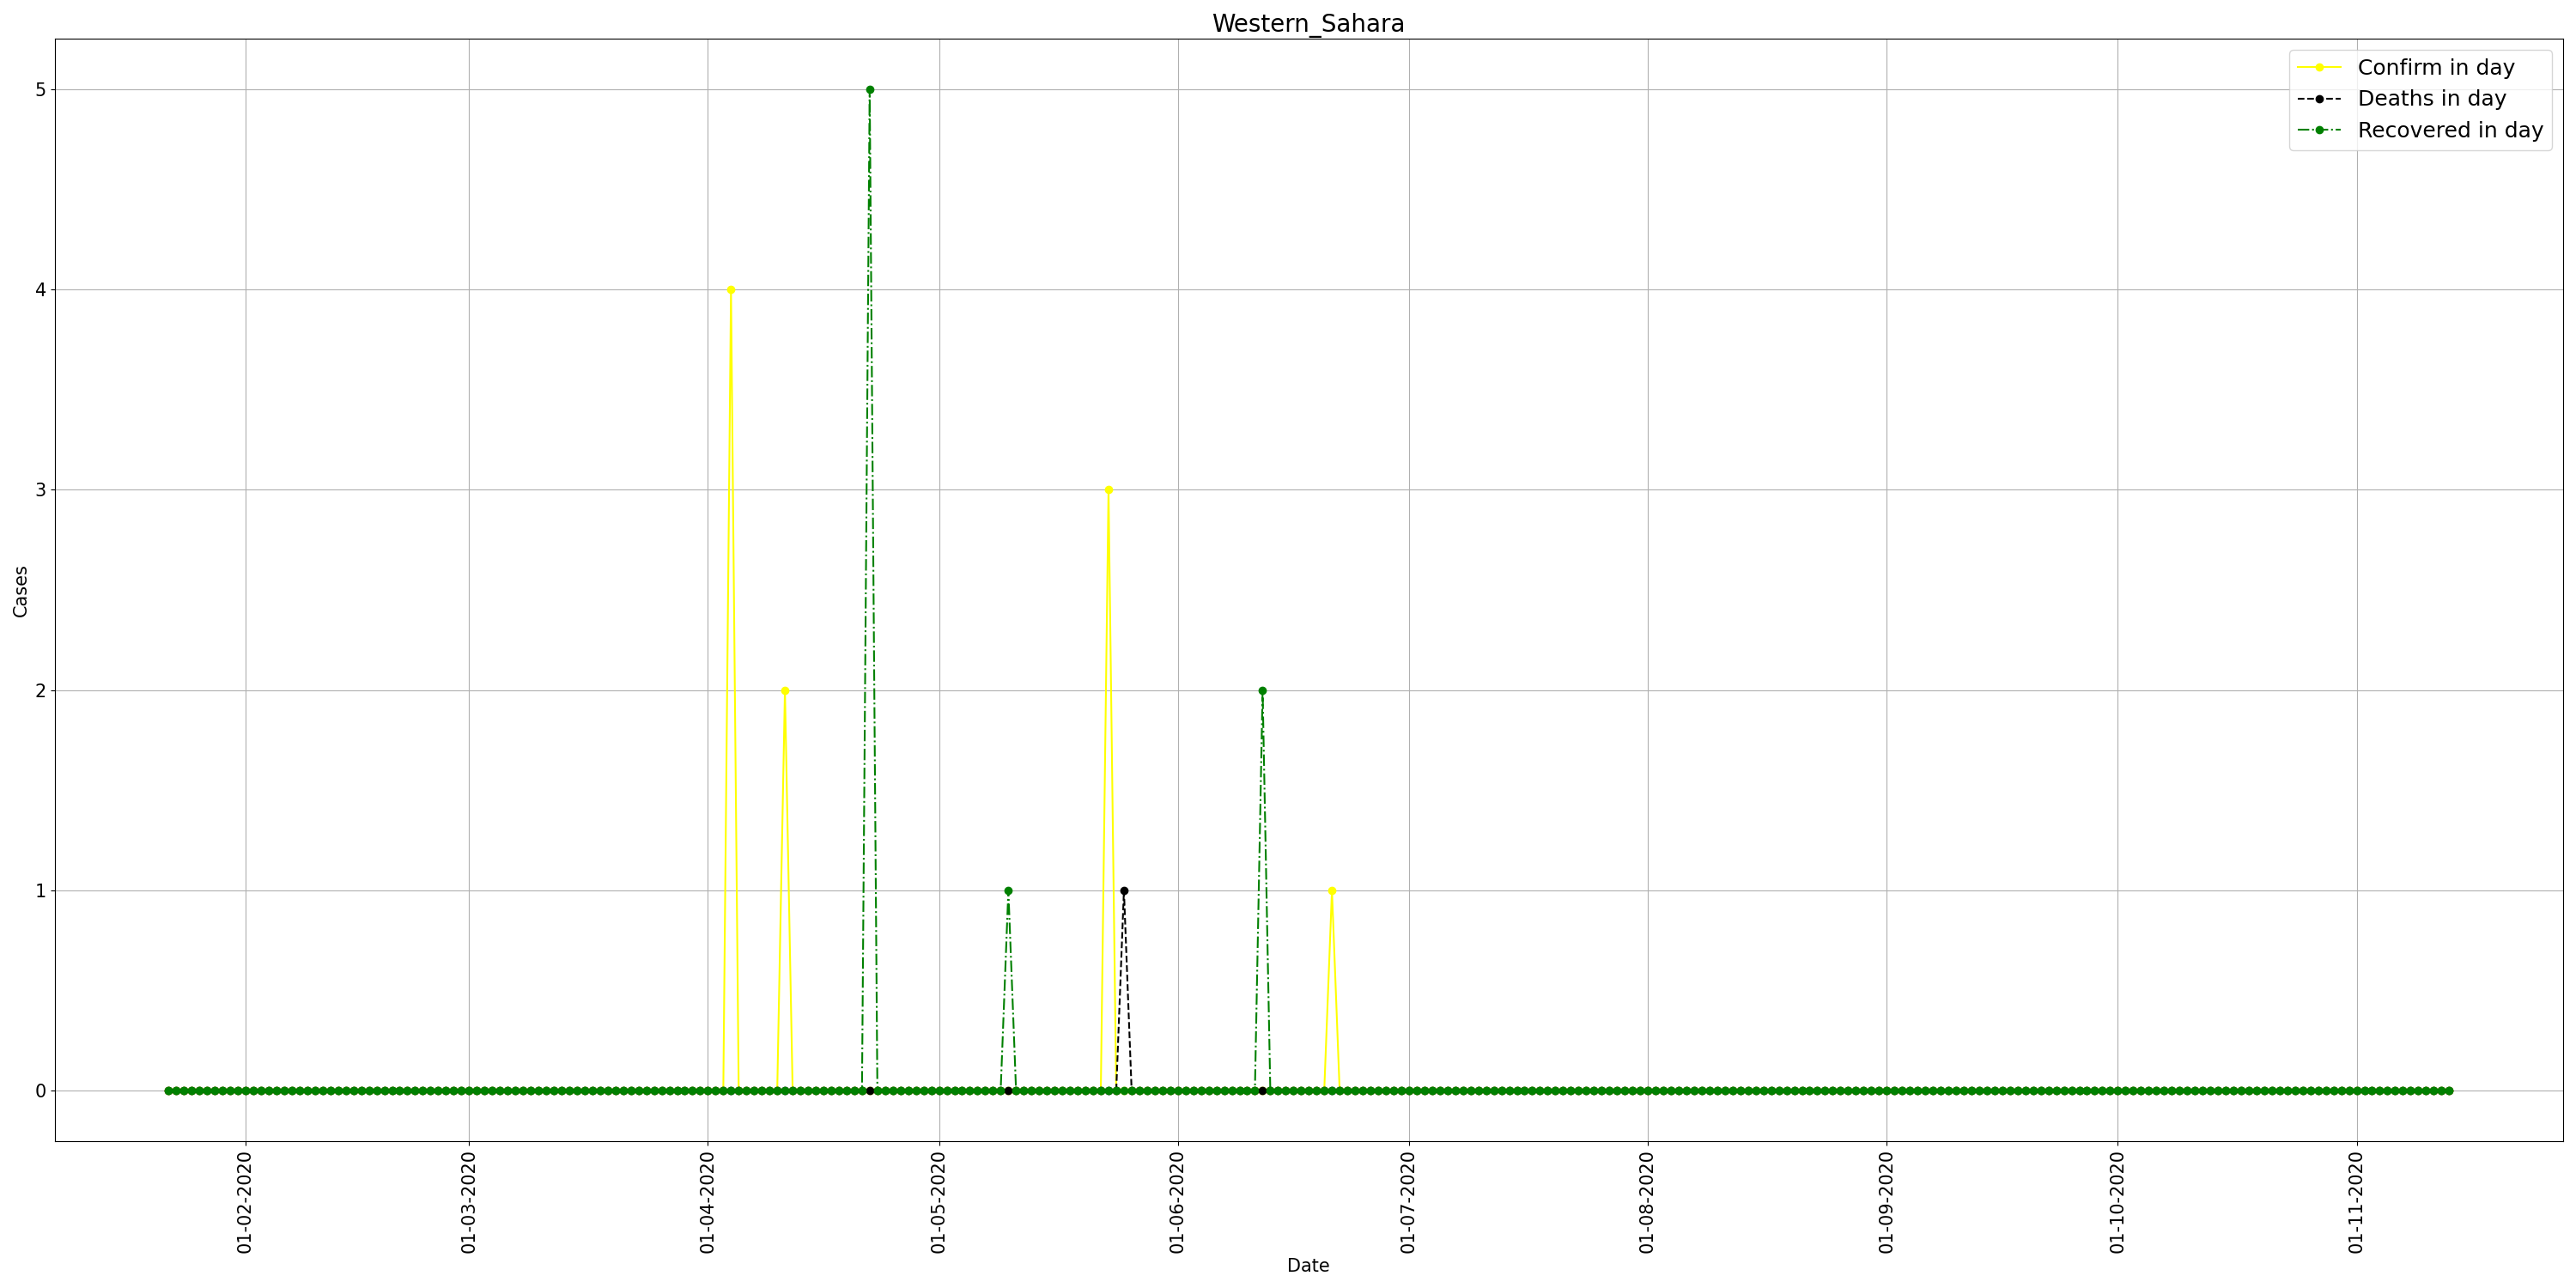 Western_Sahara
Confirm in day
Deaths in day
Recovered in day
5
4
3
2
1
0
Cases
01-02-2020
01-03-2020
01-04-2020
01-05-2020
01-06-2020
01-07-2020
01-08-2020
01-09-2020
01-10-2020
01-11-2020
Date